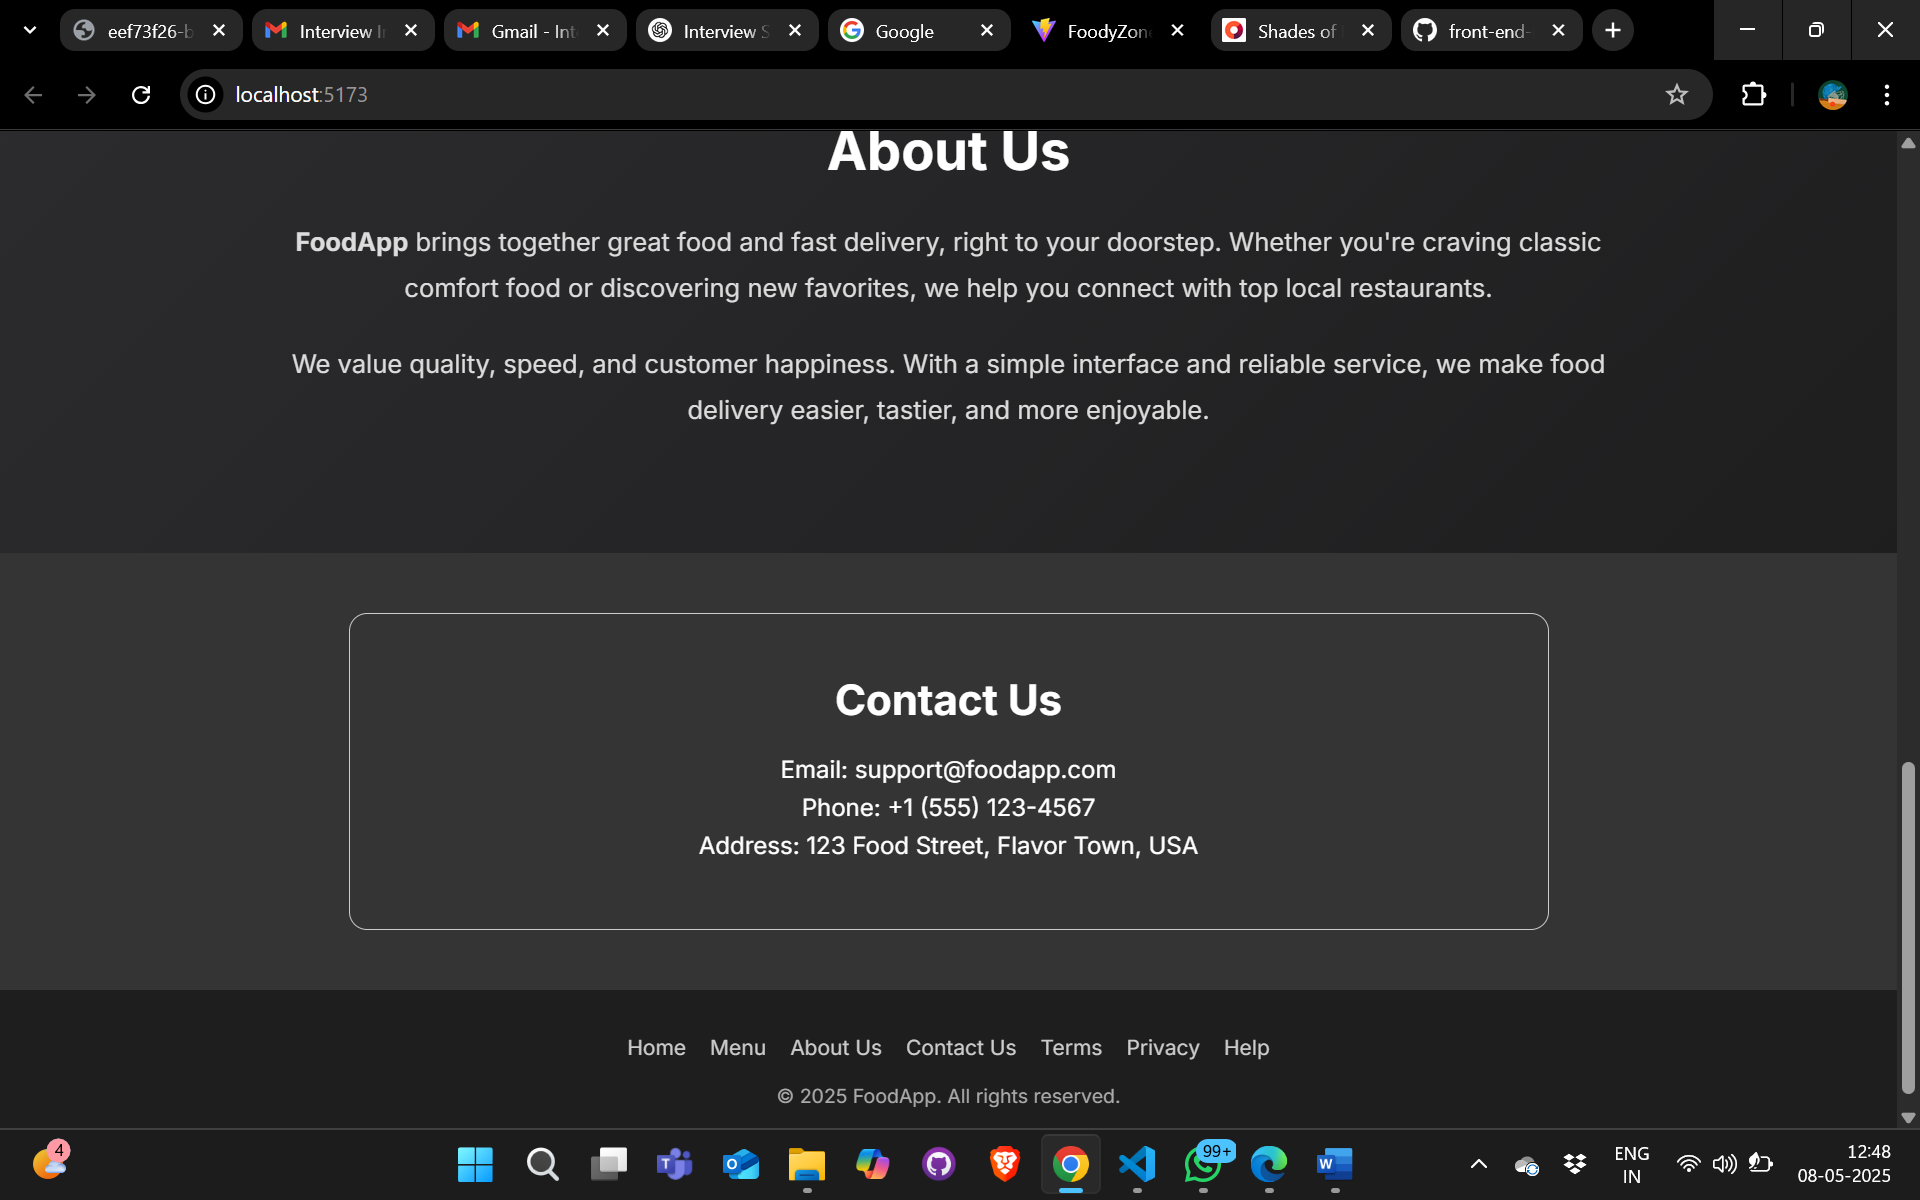 eef73f26-b
Interview I
Gmail - Int
Interview S
Google
FoodyZon
Shades of
front-end-
localhost:5173
About Us
FoodApp brings together great food and fast delivery, right to your doorstep. Whether you're craving classic
comfort food or discovering new favorites, we help you connect with top local restaurants.
We value quality, speed, and customer happiness. With a simple interface and reliable service, we make food
delivery easier, tastier, and more enjoyable.
Contact Us
Email: support@foodapp.com
Phone: +1 (555) 123-4567
Address: 123 Food Street, Flavor Town, USA
Home Menu About Us Contact Us Terms Privacy Help
© 2025 FoodApp. All rights reserved.
4
99+
ENG
IN
12:48
08-05-2025